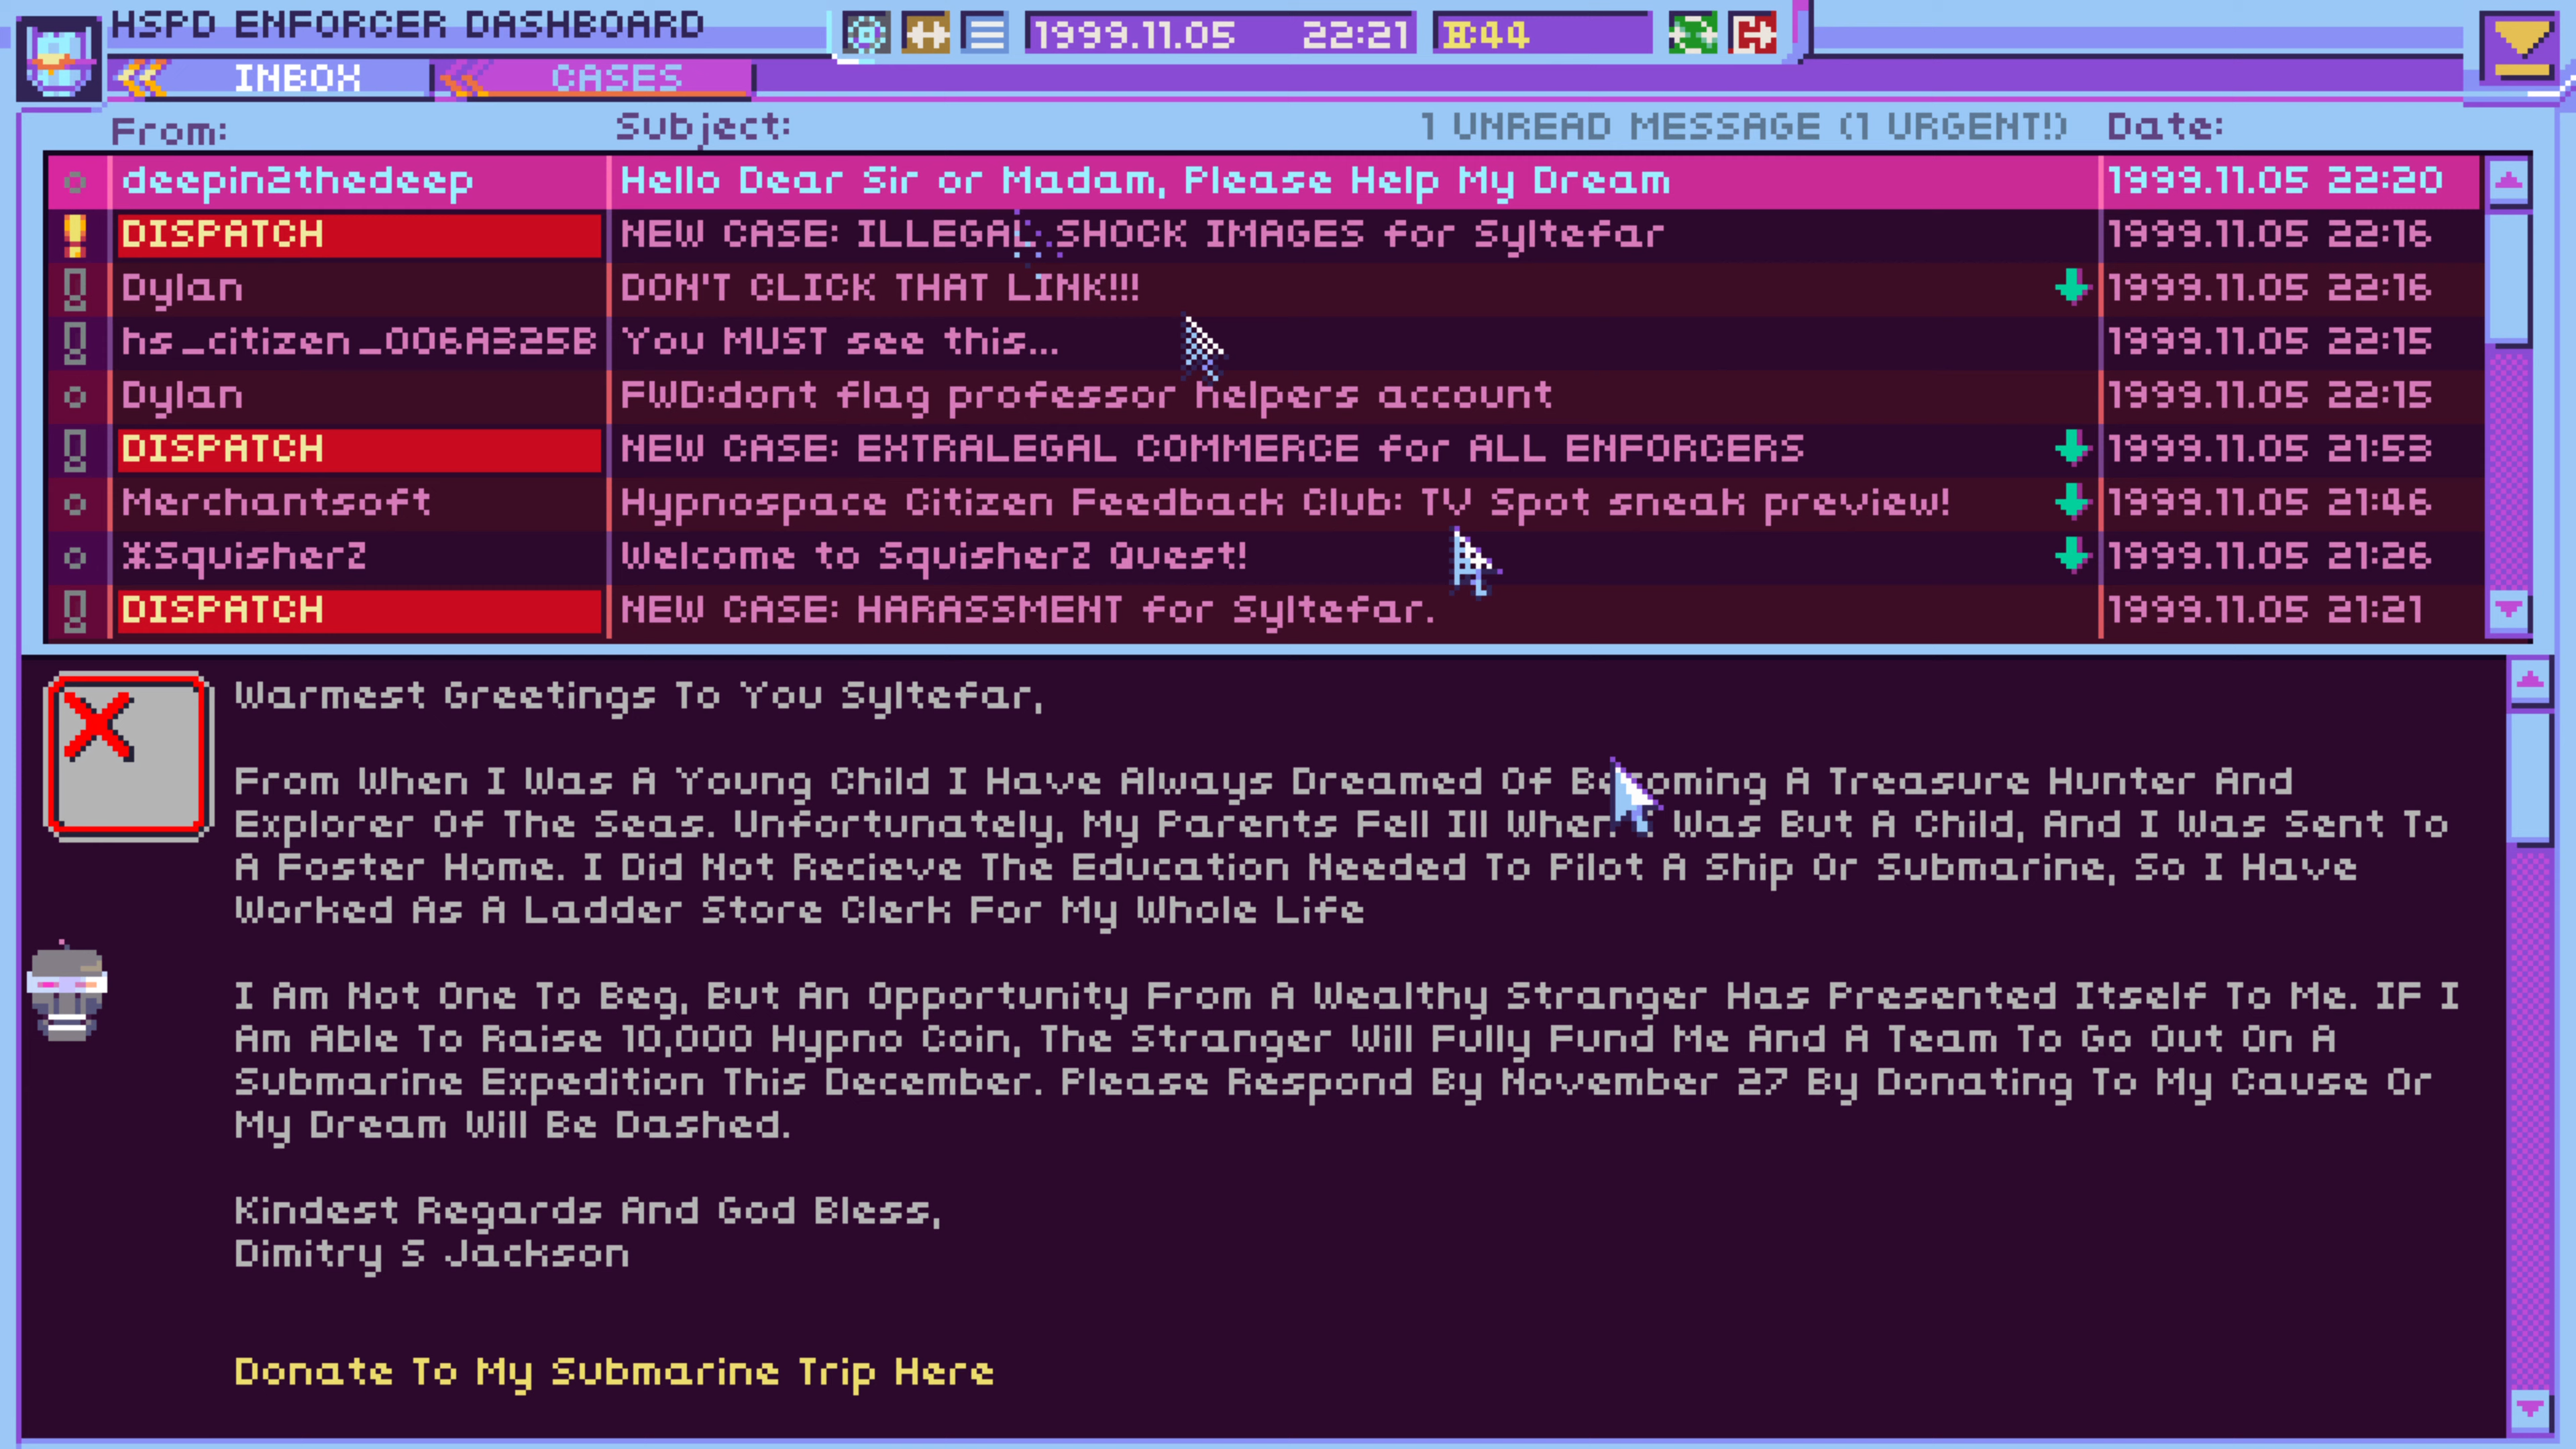 HSPD ENFORCER DASHBOARD
1999.11.05 22:21
:44
INBOX
CASES
From: Subject: 1 UNREAD MESSAGE (1 URGENT!) Date:
deepin2thedeep Hello Dear Sir or Madam, Please Help My Dream 1999.11.05 22:20
DISPATCH NEW CASE: ILLEGAL SHOCK IMAGES for Syltefar 1999.11.05 22:16
Dylan DON'T CLICK THAT LINK!!! 1999.11.05 22:16
hs_citizen_006A325B You MUST see this... 1999.11.05 22:15
Dylan FWD:dont flag professor helpers account 1999.11.05 22:15
DISPATCH NEW CASE: EXTRALEGAL COMMERCE for ALL ENFORCERS 1999.11.05 21:53
Merchantsoft Hypnospace Citizen Feedback Club: TV Spot sneak preview! 1999.11.05 21:46
*SquisherZ Welcome to SquisherZ Quest! 1999.11.05 21:26
DISPATCH NEW CASE: HARASSMENT for Syltefar. 1999.11.05 21:21
Warmest Greetings To You Syltefar,
From When I Was A Young Child I Have Always Dreamed Of Becoming A Treasure Hunter And
Explorer Of The Seas. Unfortunately, My Parents Fell Ill When I Was But A Child, And I Was Sent To
A Foster Home. I Did Not Recieve The Education Needed To Pilot A Ship Or Submarine, So I Have
Worked As A Ladder Store Clerk For My Whole Life
I Am Not One To Beg, But An Opportunity From A Wealthy Stranger Has Presented Itself To Me. IF I
Am Able To Raise 10,000 Hypno Coin, The Stranger Will Fully Fund Me And A Team To Go Out On A
Submarine Expedition This December. Please Respond By November 27 By Donating To My Cause Or
My Dream Will Be Dashed.
Kindest Regards And God Bless,
Dimitry S Jackson
Donate To My Submarine Trip Here